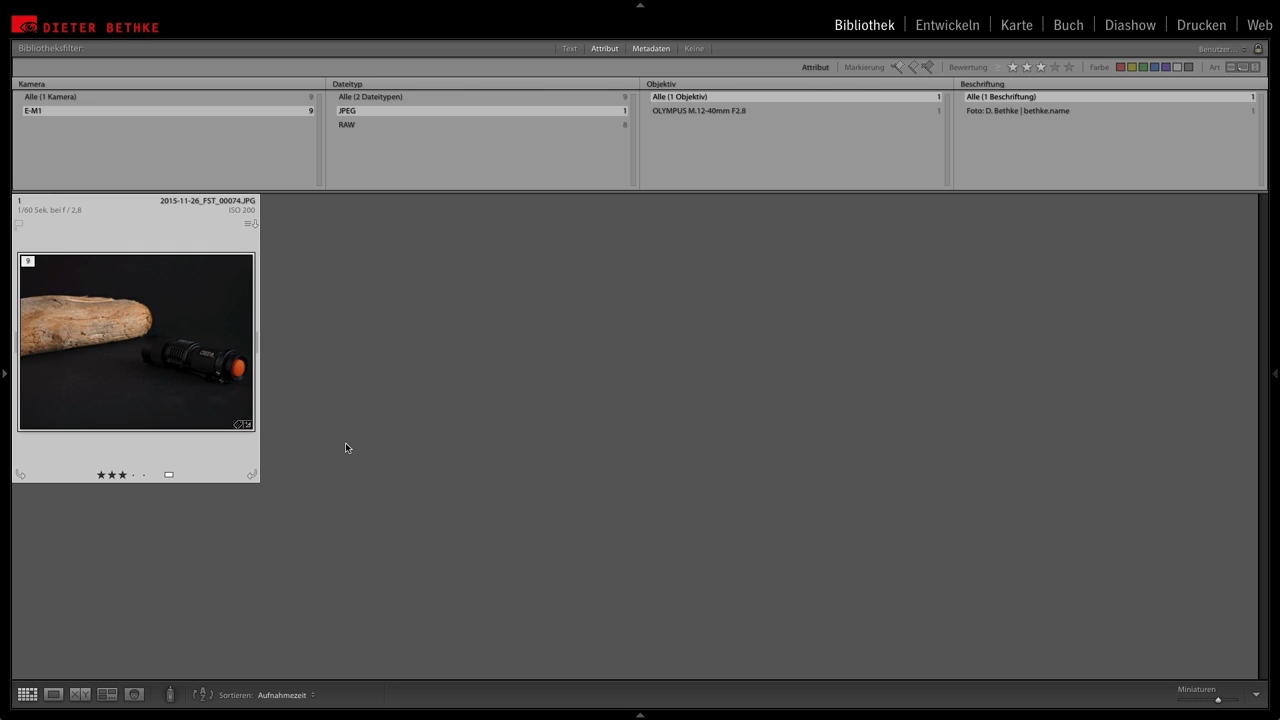 DIETER BETHKE
Bibliothek Entwickeln Karte Buch Diashow Drucken Web
Bibliotheksfilter: Text Attribut Metadaten Keine Benutzer...
Attribut Markierung Bewertung ≥ Farbe Art
Kamera Dateityp Objektiv Beschriftung
Alle (1 Kamera) 9 Alle (2 Dateitypen) 9 Alle (1 Objektiv) 1 Alle (1 Beschriftung) 1
E-M1 9 JPEG 1 OLYMPUS M.12-40mm F2.8 1 Foto: D. Bethke | bethke.name 1
RAW 8
1 2015-11-26_FST_00074.JPG
1/60 Sek. bei f / 2,8 ISO 200
9
Sortieren: Aufnahmezeit
Miniaturen